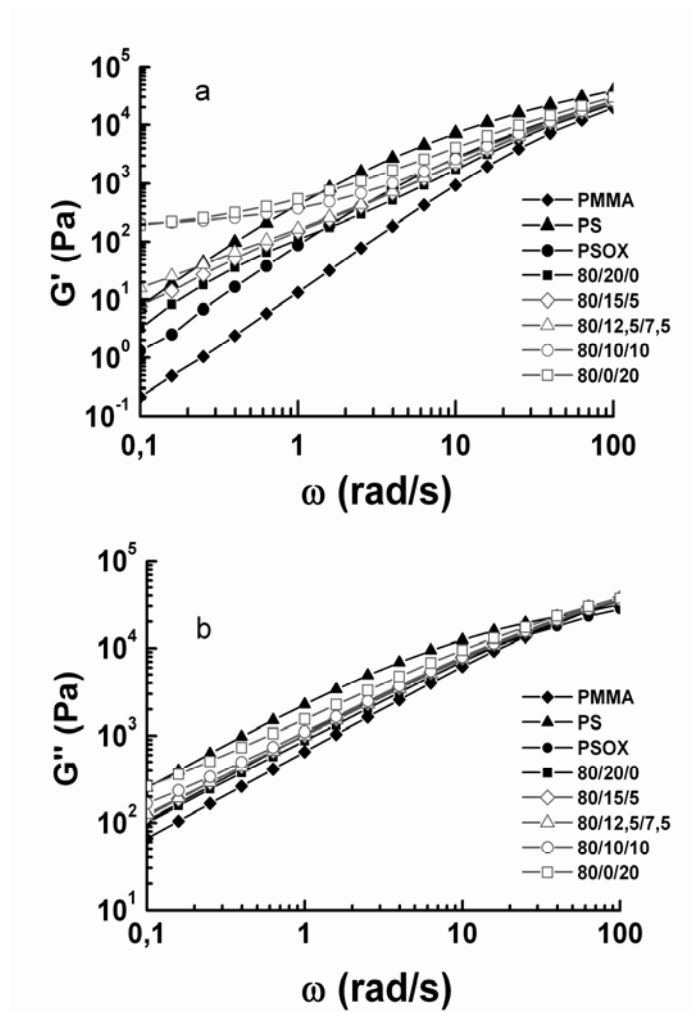 a
G' (Pa)
10^5
10^4
10^3
10^2
10^1
10^0
10^-1
PMMA
PS
PSOX
80/20/0
80/15/5
80/12,5/7,5
80/10/10
80/0/20
0,1 1 10 100
ω (rad/s)
b
G'' (Pa)
10^5
10^4
10^3
10^2
10^1
PMMA
PS
PSOX
80/20/0
80/15/5
80/12,5/7,5
80/10/10
80/0/20
0,1 1 10 100
ω (rad/s)